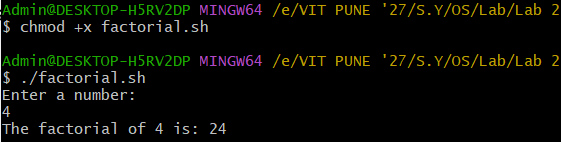 Admin@DESKTOP-H5RV2DP MINGW64 /e/VIT PUNE '27/S.Y/OS/Lab/Lab 2
$ chmod +x factorial.sh
Admin@DESKTOP-H5RV2DP MINGW64 /e/VIT PUNE '27/S.Y/OS/Lab/Lab 2
$ ./factorial.sh
Enter a number:
4
The factorial of 4 is: 24